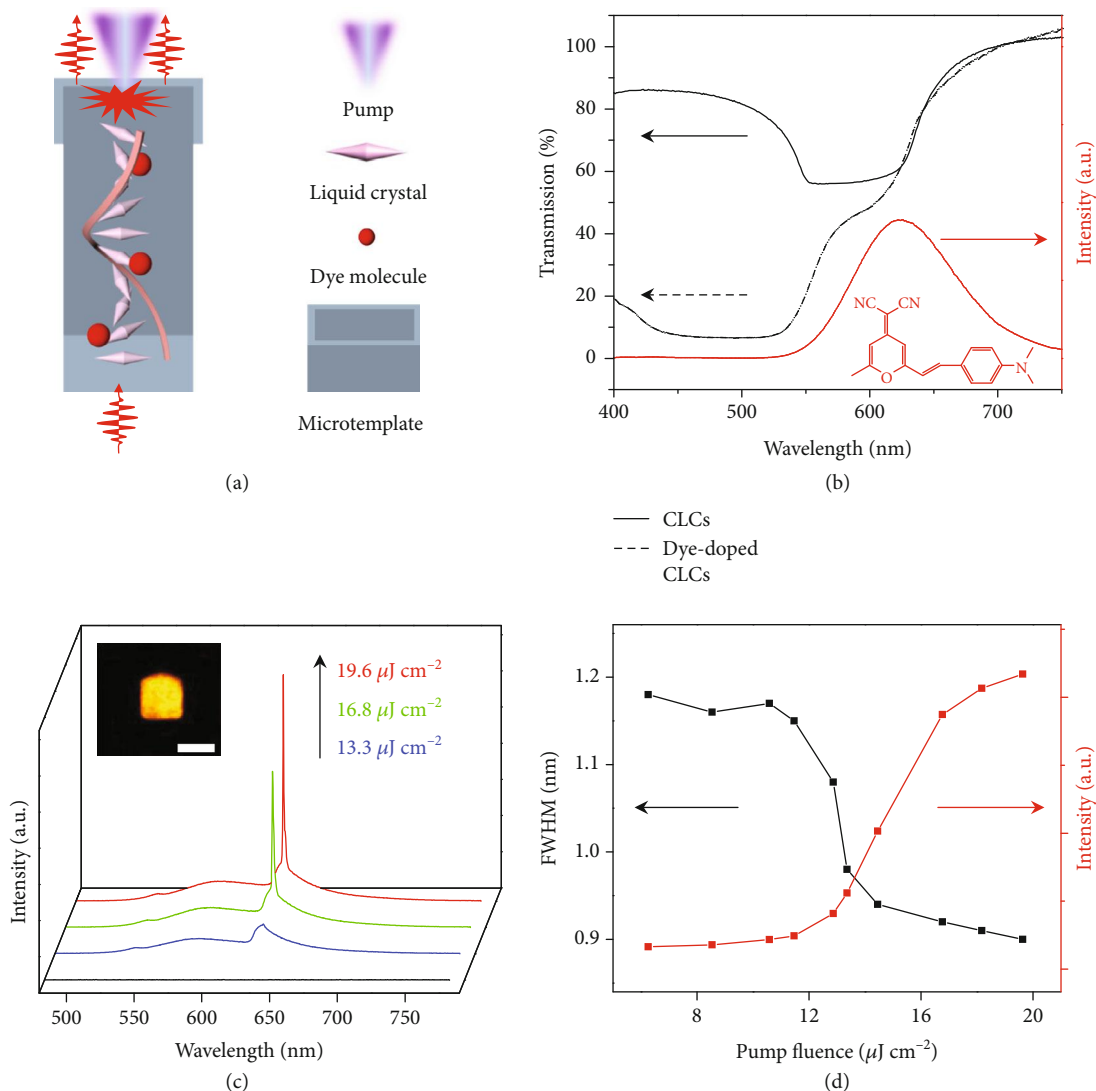 Pump
Liquid crystal
Dye molecule
Microtemplate
(a)
100
80
60
40
20
0
Transmission (%)
Intensity (a.u.)
NC
CN
O
N
400
500
600
700
Wavelength (nm)
(b)
CLCs
Dye-doped
CLCs
19.6 μJ cm⁻²
16.8 μJ cm⁻²
13.3 μJ cm⁻²
Intensity (a.u.)
500
550
600
650
700
750
Wavelength (nm)
(c)
1.2
1.1
1.0
0.9
FWHM (nm)
Intensity (a.u.)
8
12
16
20
Pump fluence (μJ cm⁻²)
(d)